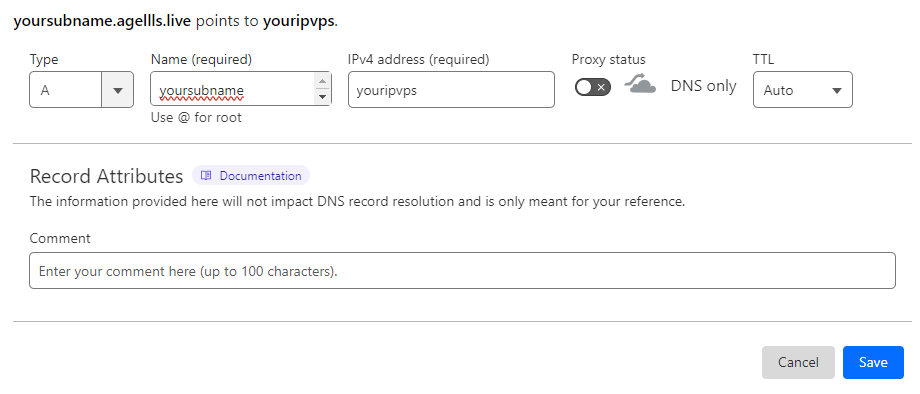 yoursubname.agellls.live points to youripvps.
Type Name (required) IPv4 address (required) Proxy status TTL
A yoursubname youripvps DNS only Auto
Use @ for root
Record Attributes Documentation
The information provided here will not impact DNS record resolution and is only meant for your reference.
Comment
Enter your comment here (up to 100 characters).
Cancel Save